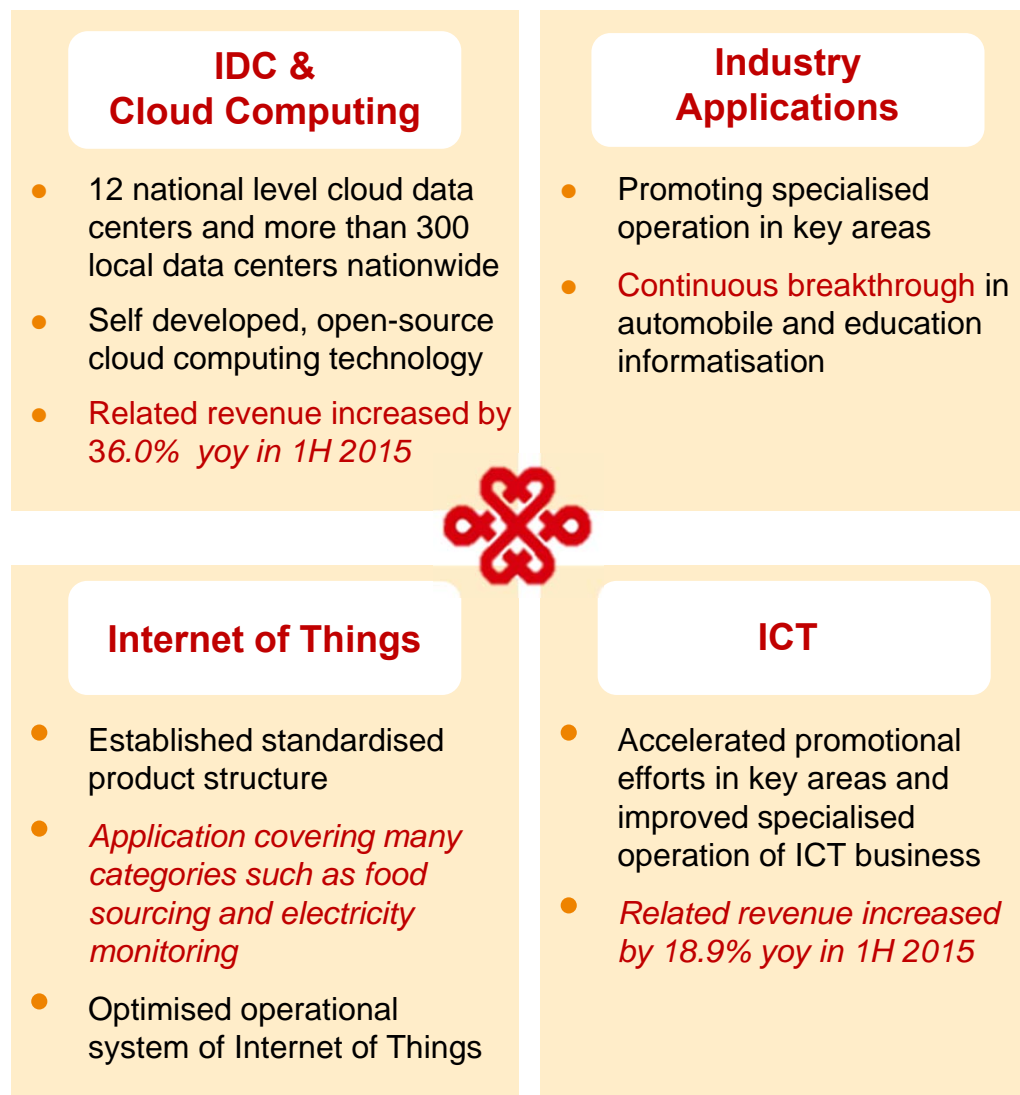 IDC &
Cloud Computing
● 12 national level cloud data
centers and more than 300
local data centers nationwide
● Self developed, open-source
cloud computing technology
● Related revenue increased by
36.0% yoy in 1H 2015
Industry
Applications
● Promoting specialised
operation in key areas
● Continuous breakthrough in
automobile and education
informatisation
Internet of Things
● Established standardised
product structure
● Application covering many
categories such as food
sourcing and electricity
monitoring
● Optimised operational
system of Internet of Things
ICT
● Accelerated promotional
efforts in key areas and
improved specialised
operation of ICT business
● Related revenue increased
by 18.9% yoy in 1H 2015